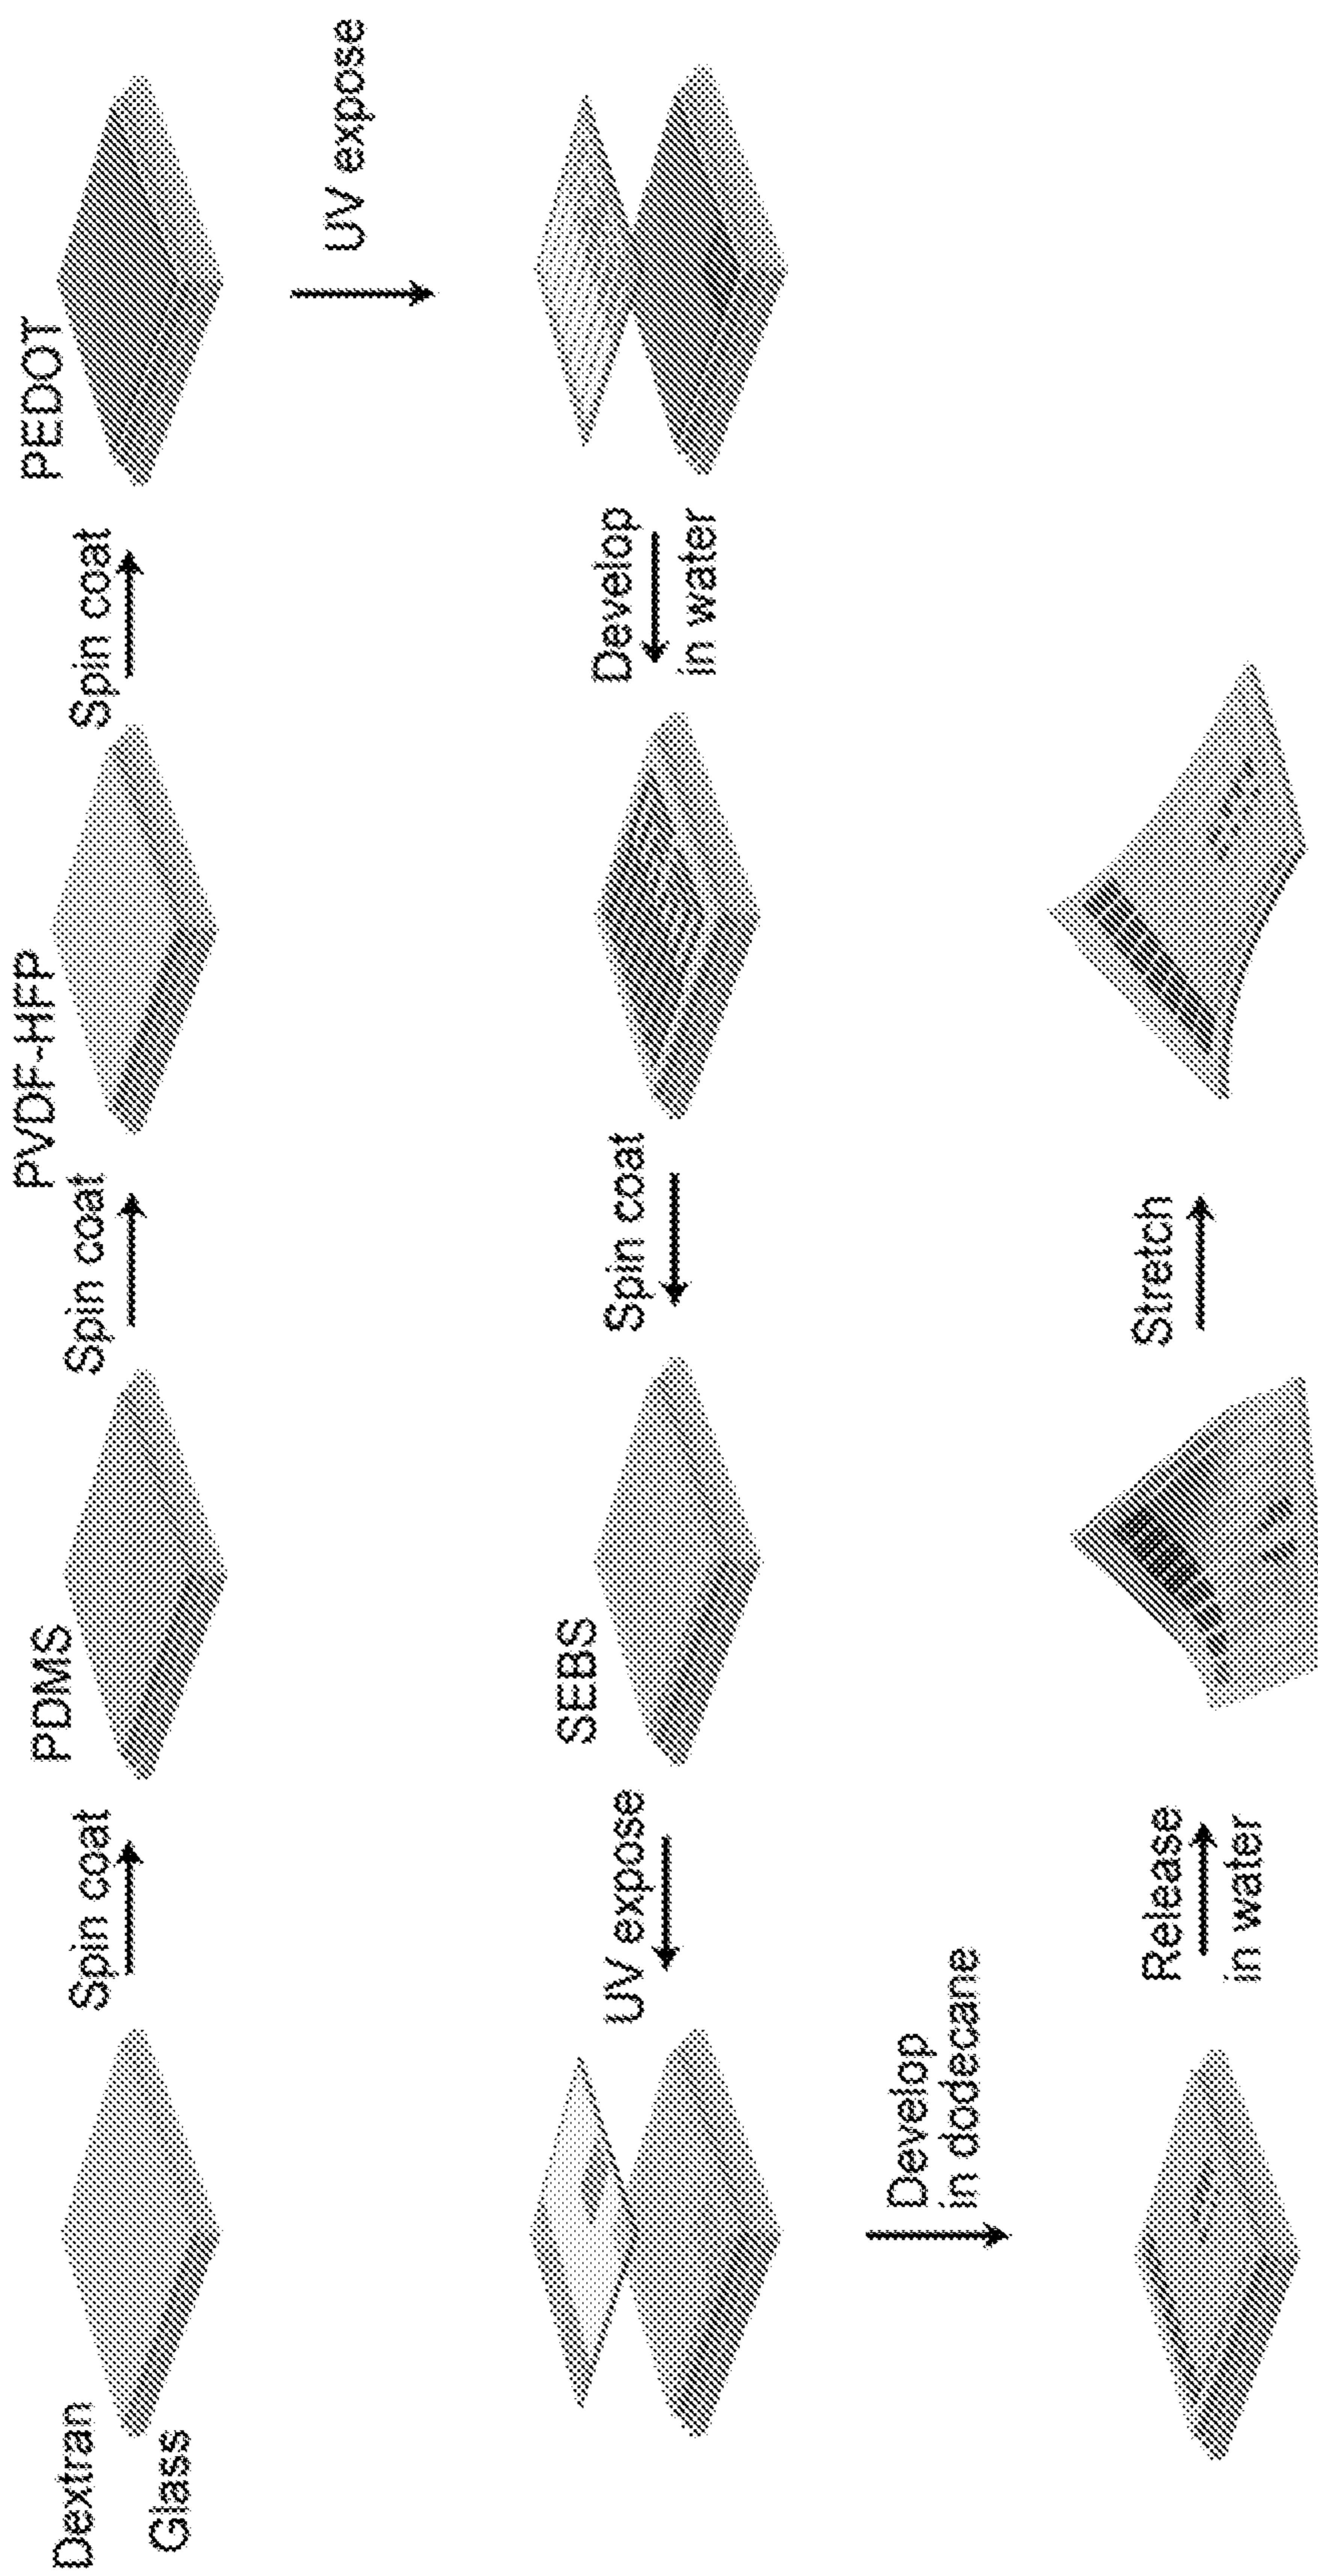 Dextran
Glass
Spin coat
PDMS
Spin coat
PVDF-HFP
Spin coat
PEDOT
UV expose
Develop
in water
Spin coat
SEBS
UV expose
Develop
in dodecane
Release
in water
Stretch